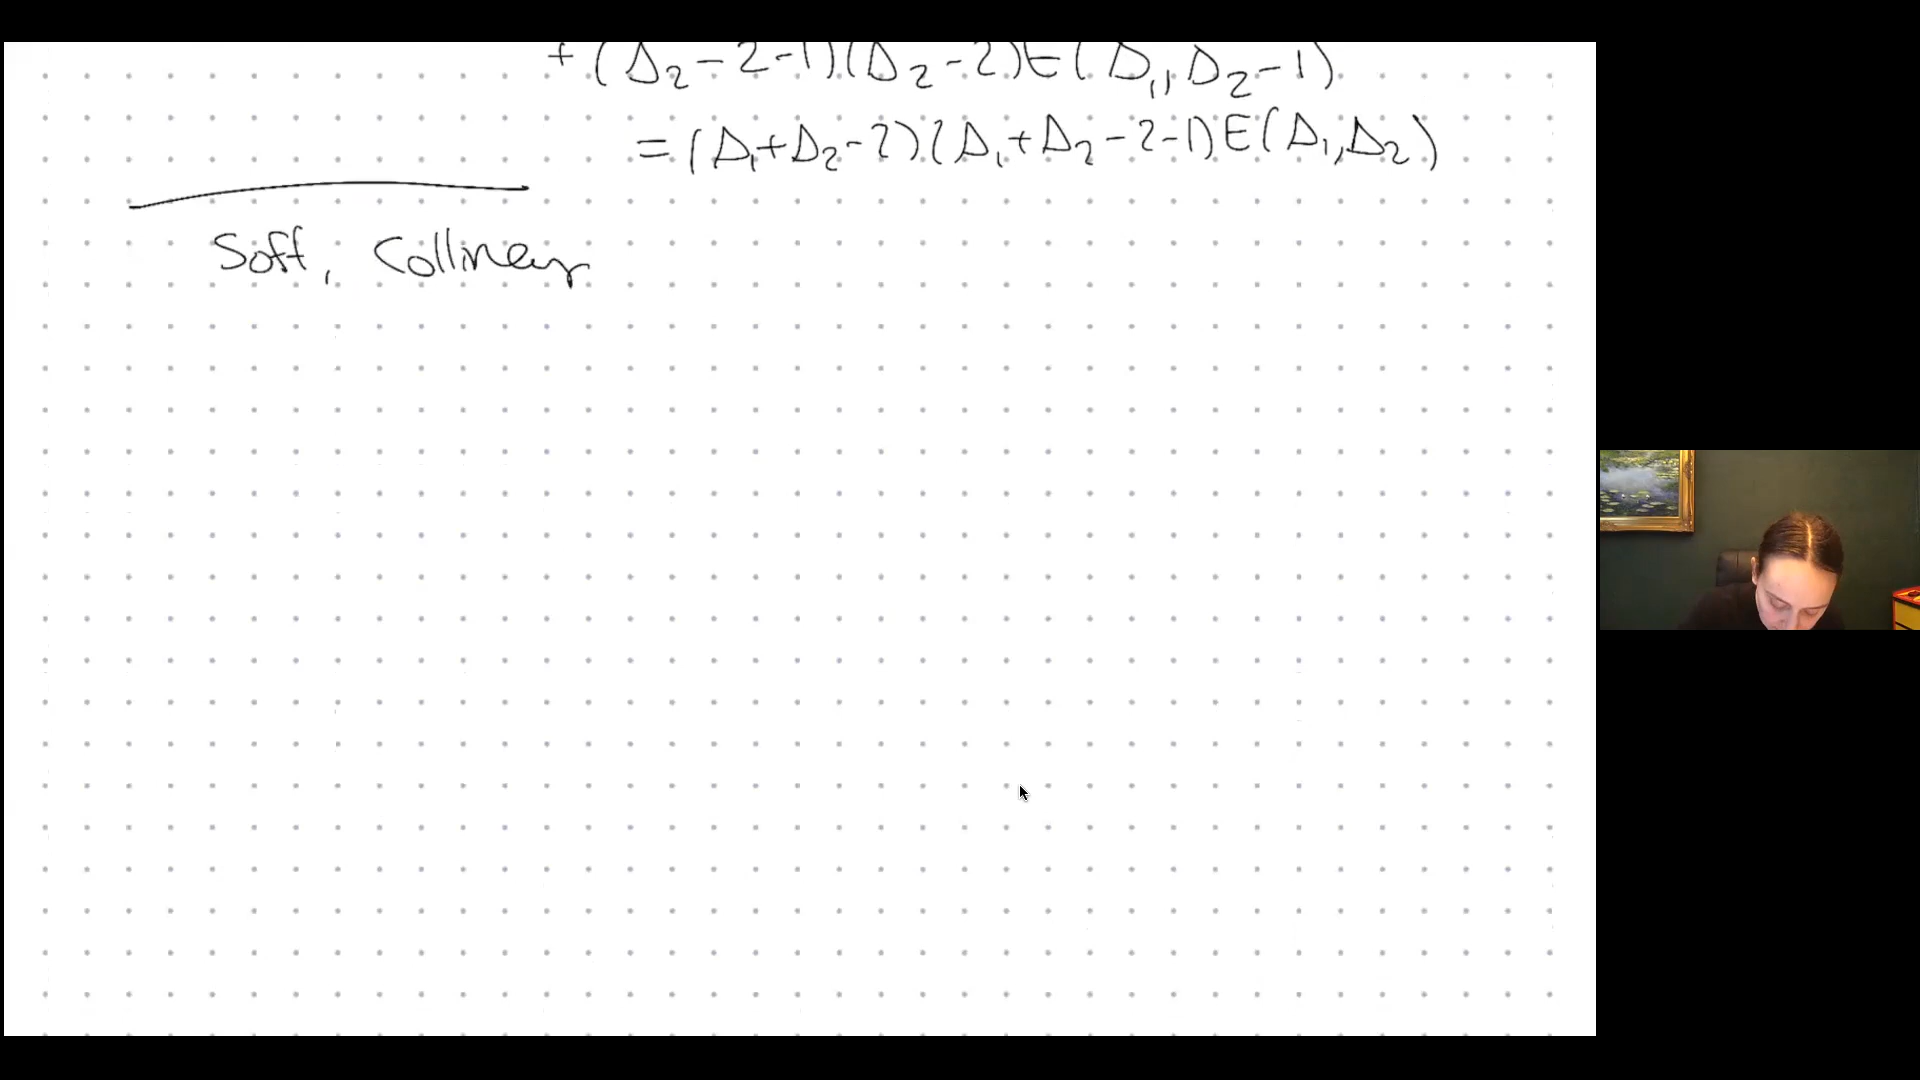 + (Δ₂-2-1)(Δ₂-2)E(Δ₁,Δ₂-1)
= (Δ₁+Δ₂-2)(Δ₁+Δ₂-2-1)E(Δ₁,Δ₂)
Soft, Collinear